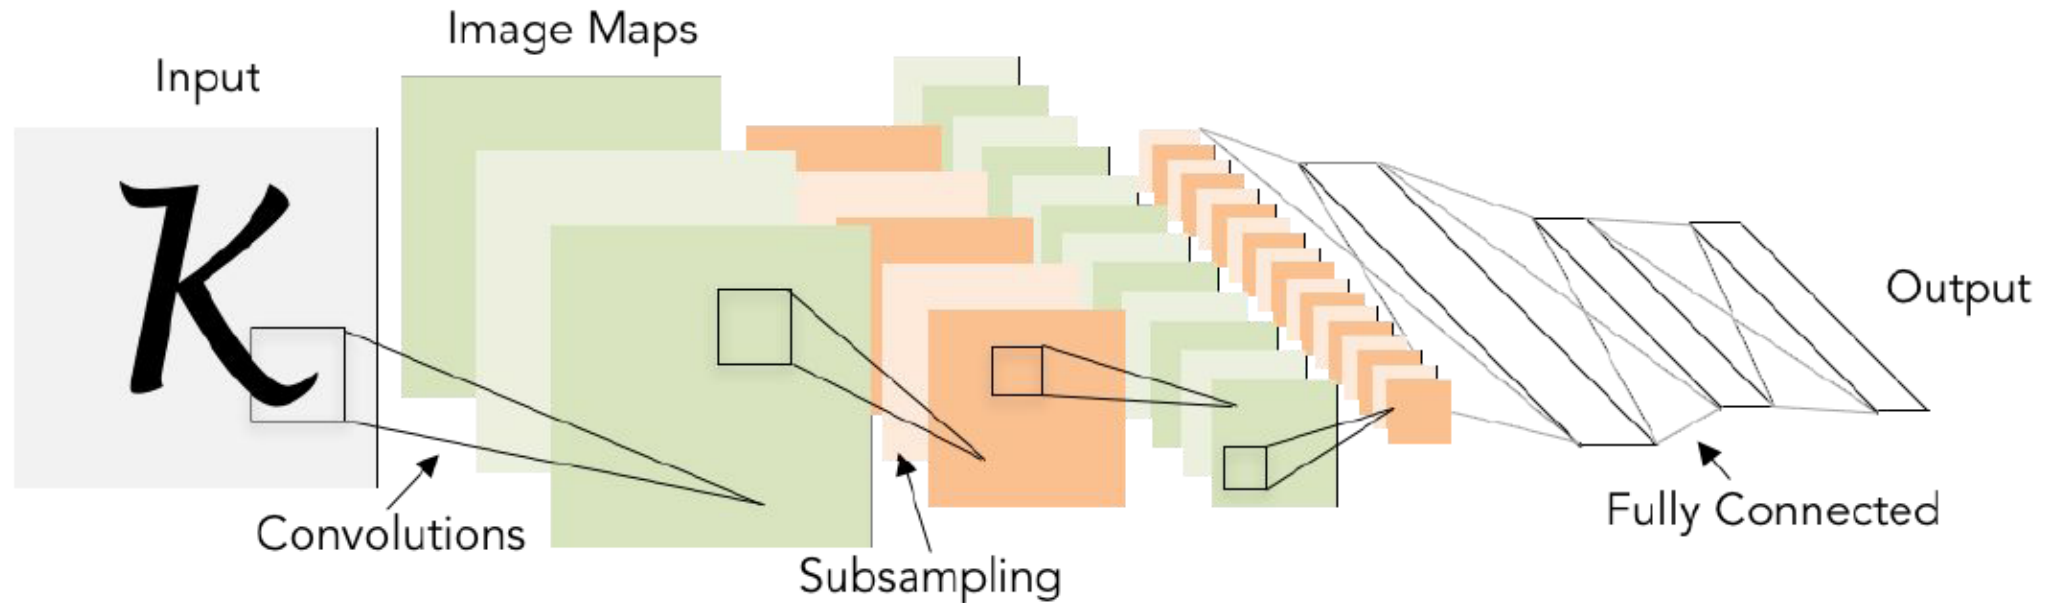 Image Maps
Input
K
Output
Convolutions
Subsampling
Fully Connected